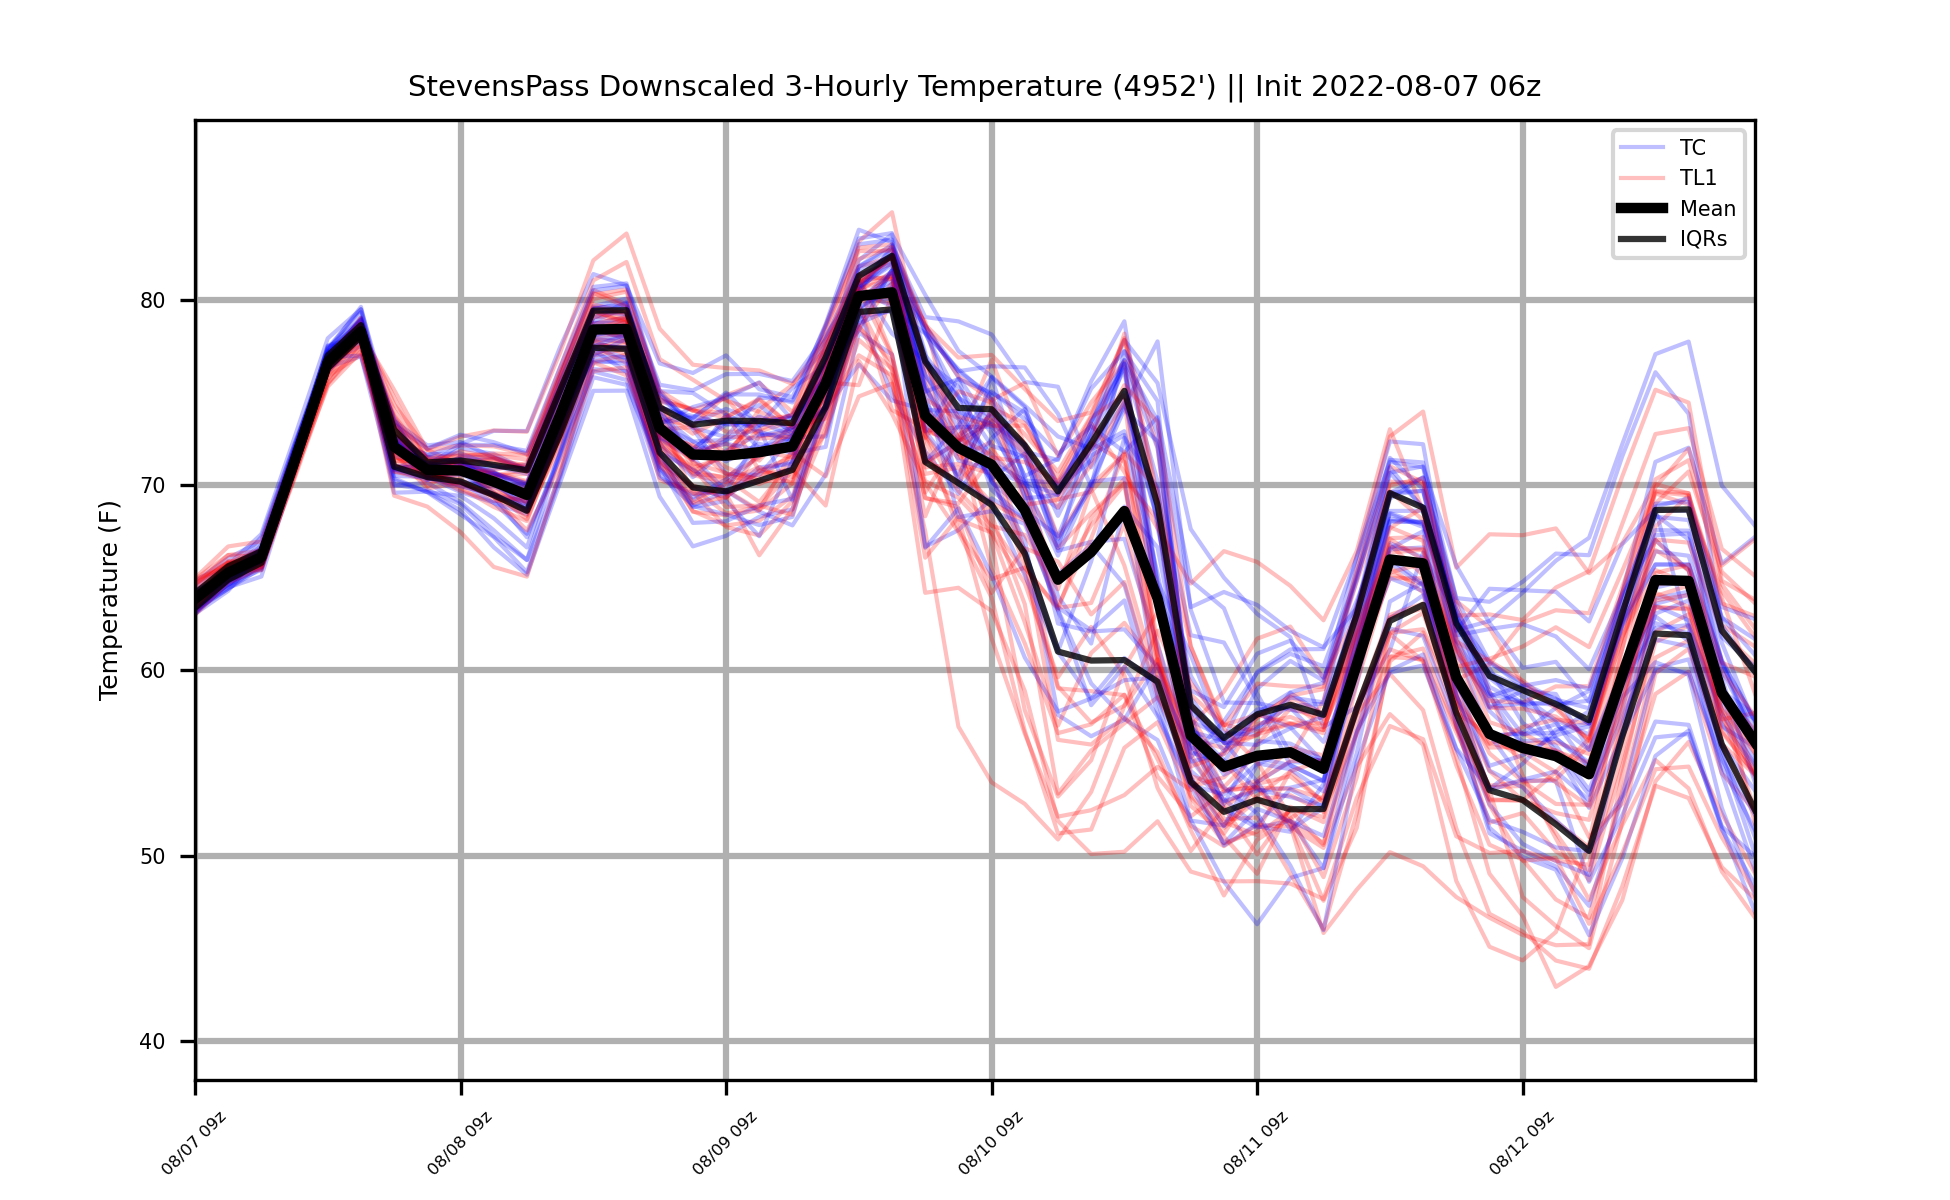 StevensPass Downscaled 3-Hourly Temperature (4952') || Init 2022-08-07 06z
TC
TL1
Mean
IQRs
Temperature (F)
80
70
60
50
40
08/07 09z
08/08 09z
08/09 09z
08/10 09z
08/11 09z
08/12 09z